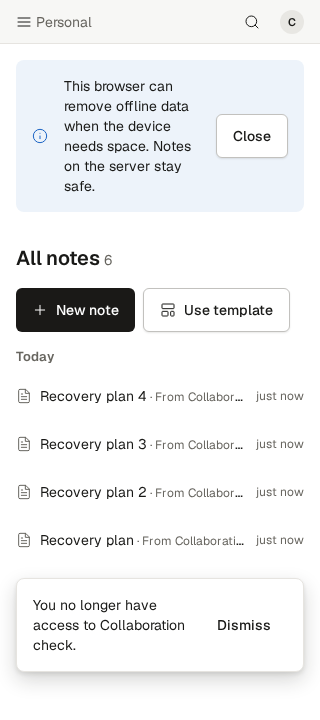 Personal
C
This browser can
remove offline data
when the device
needs space. Notes
on the server stay
safe.
Close
All notes 6
New note
Use template
Today
Recovery plan 4 · From Collabor... just now
Recovery plan 3 · From Collabor... just now
Recovery plan 2 · From Collabor... just now
Recovery plan · From Collaborati... just now
You no longer have
access to Collaboration
check.
Dismiss